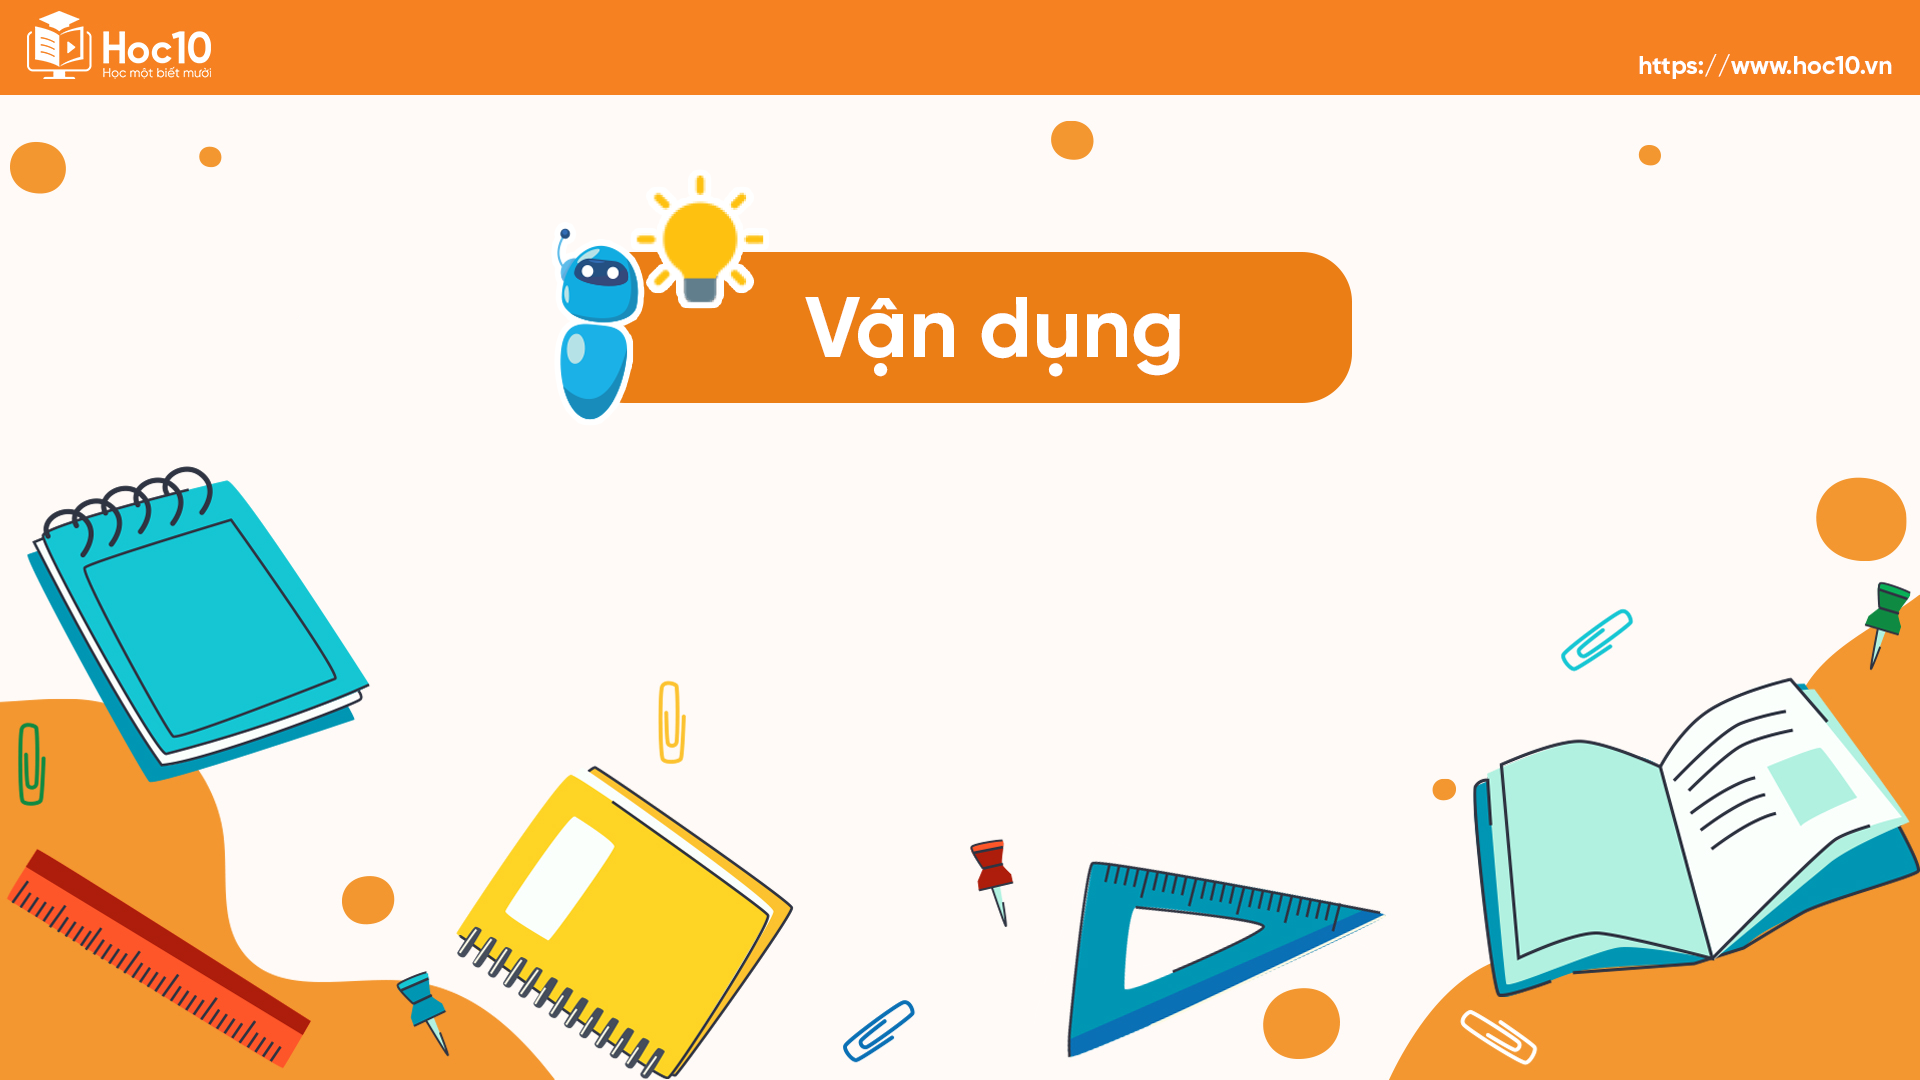 Hoc10
Học một biết mười
https://www.hoc10.vn
Vận dụng